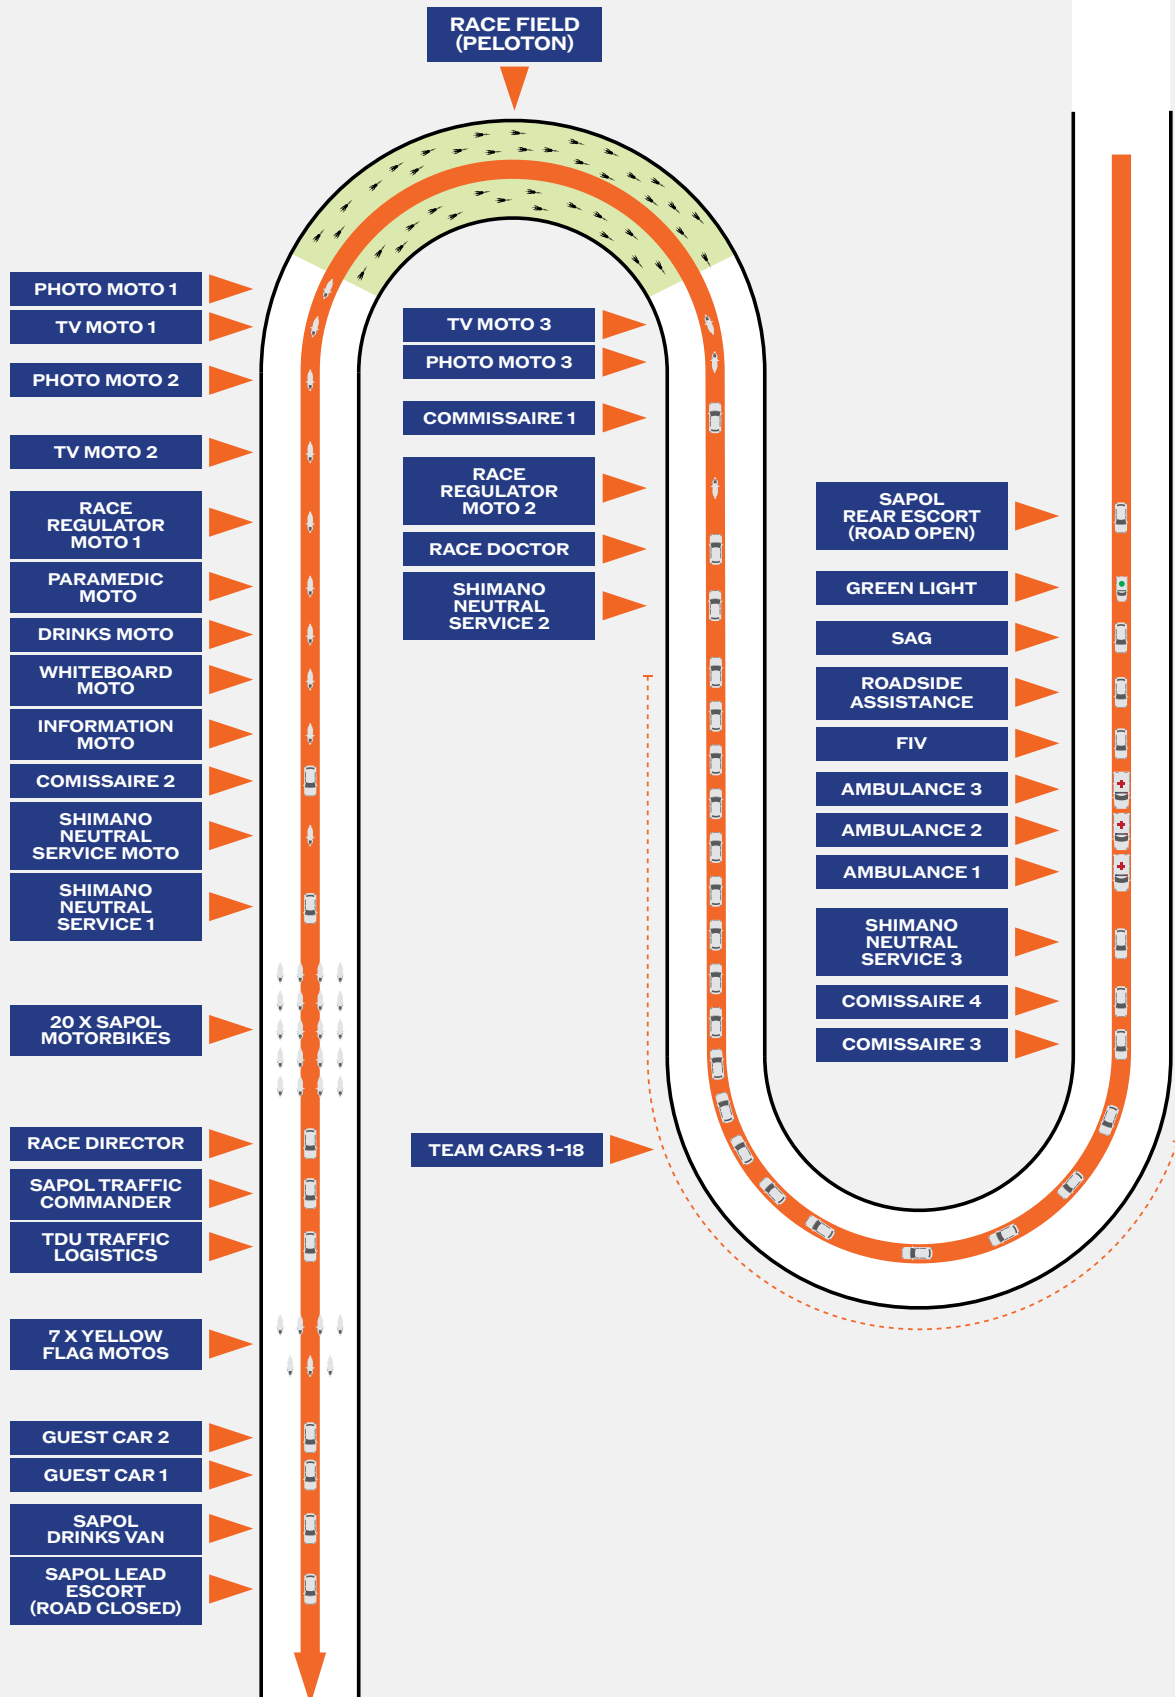 RACE FIELD
(PELOTON)
PHOTO MOTO 1
TV MOTO 1
PHOTO MOTO 2
TV MOTO 2
RACE
REGULATOR
MOTO 1
PARAMEDIC
MOTO
DRINKS MOTO
WHITEBOARD
MOTO
INFORMATION
MOTO
COMISSAIRE 2
SHIMANO
NEUTRAL
SERVICE MOTO
SHIMANO
NEUTRAL
SERVICE 1
20 X SAPOL
MOTORBIKES
RACE DIRECTOR
SAPOL TRAFFIC
COMMANDER
TDU TRAFFIC
LOGISTICS
7 X YELLOW
FLAG MOTOS
GUEST CAR 2
GUEST CAR 1
SAPOL
DRINKS VAN
SAPOL LEAD
ESCORT
(ROAD CLOSED)
TV MOTO 3
PHOTO MOTO 3
COMMISSAIRE 1
RACE
REGULATOR
MOTO 2
RACE DOCTOR
SHIMANO
NEUTRAL
SERVICE 2
TEAM CARS 1-18
SAPOL
REAR ESCORT
(ROAD OPEN)
GREEN LIGHT
SAG
ROADSIDE
ASSISTANCE
FIV
AMBULANCE 3
AMBULANCE 2
AMBULANCE 1
SHIMANO
NEUTRAL
SERVICE 3
COMISSAIRE 4
COMISSAIRE 3